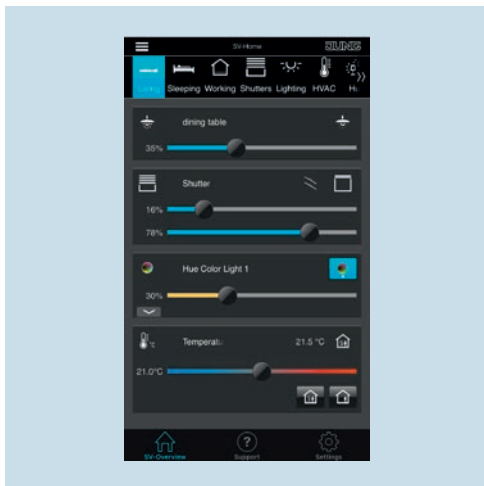 SV-Home JUNG
Living Sleeping Working Shutters Lighting HVAC
dining table
35%
Shutter
16%
78%
Hue Color Light 1
30%
°C Temperatu 21.5 °C
21.0°C
SV-Overview Support Settings